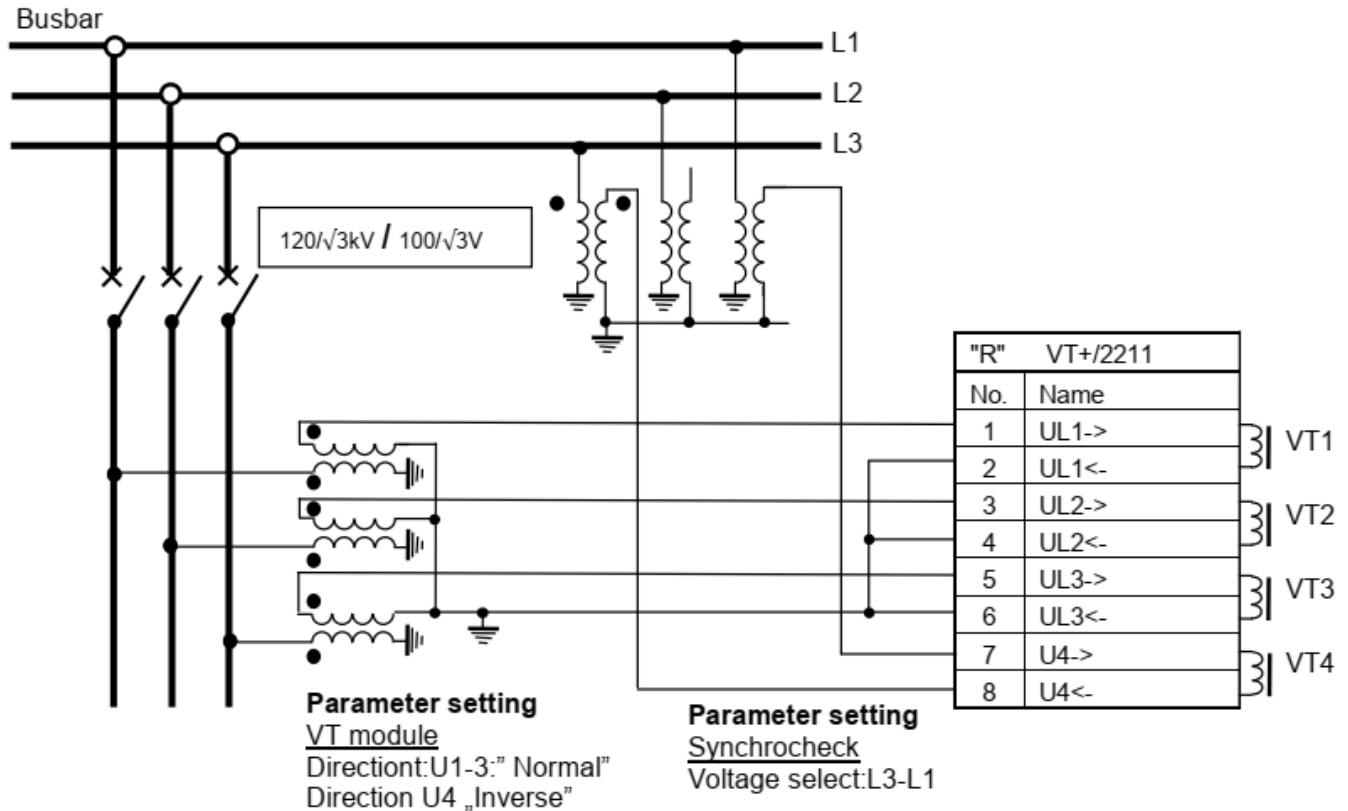 Busbar
L1
L2
L3
120/√3kV / 100/√3V
"R" VT+/2211
No. Name
1 UL1->
2 UL1<-
VT1
3 UL2->
4 UL2<-
VT2
5 UL3->
6 UL3<-
VT3
7 U4->
8 U4<-
VT4
Parameter setting
VT module
Directiont:U1-3:” Normal”
Direction U4 „Inverse”
Parameter setting
Synchrocheck
Voltage select:L3-L1